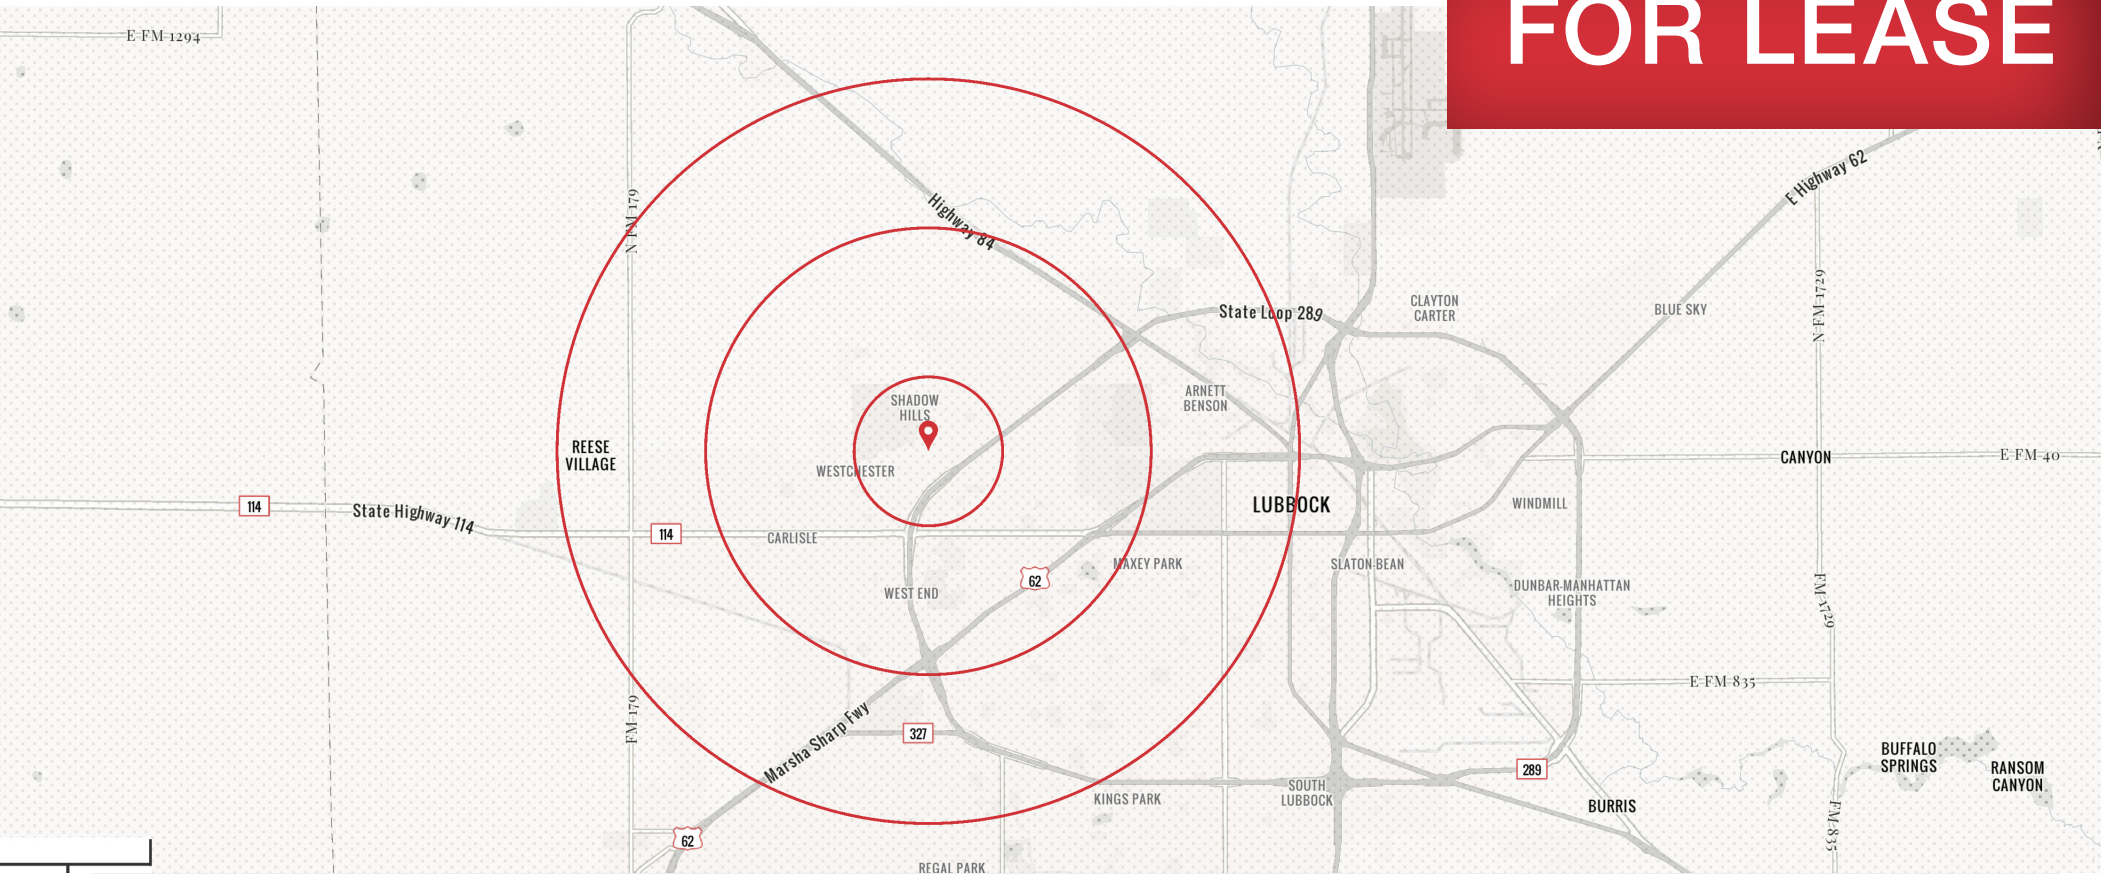 FOR LEASE
E FM 1294
E Highway 62
N FM 179
Highway 84
N FM 1729
State Loop 289
CLAYTON
CARTER
BLUE SKY
ARNETT
BENSON
SHADOW
HILLS
REESE
VILLAGE
WESTCHESTER
CANYON
E FM 40
114
State Highway 114
LUBBOCK
WINDMILL
114
CARLISLE
MAXEY PARK
SLATON-BEAN
62
WEST END
DUNBAR-MANHATTAN
HEIGHTS
FM 1729
E FM 835
FM 179
Marsha Sharp Fwy
327
289
BUFFALO
SPRINGS
RANSOM
CANYON
KINGS PARK
SOUTH
LUBBOCK
BURRIS
FM 835
62
REGAL PARK